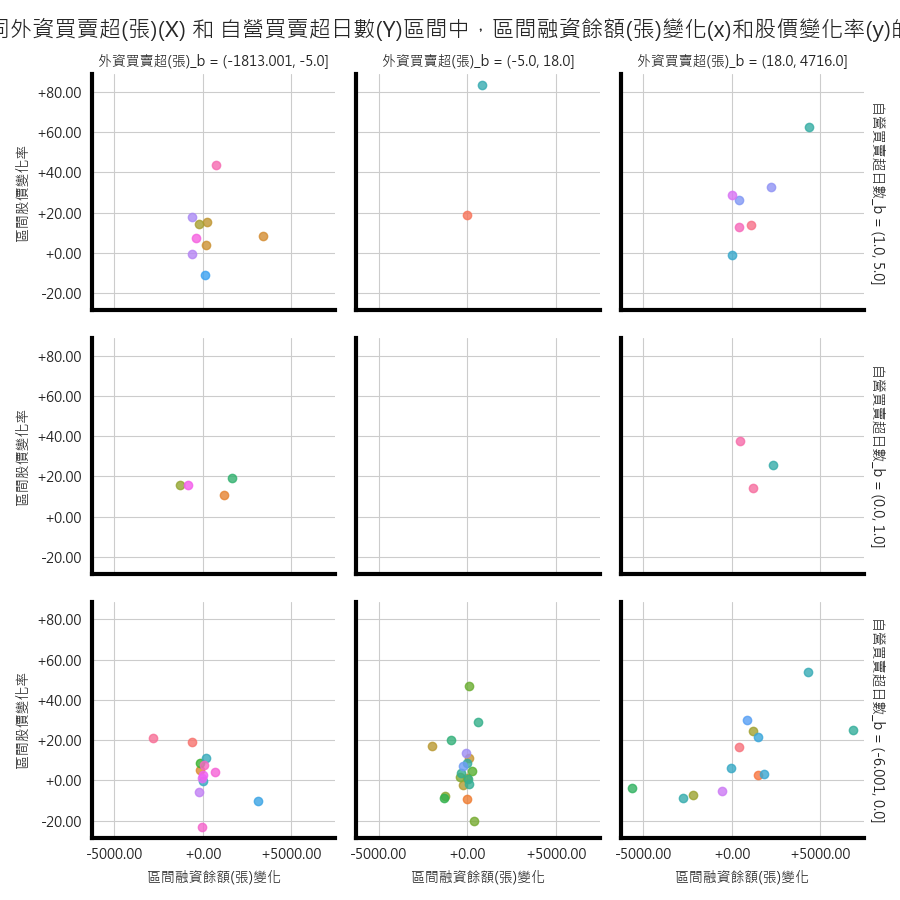 外資買賣超(張)(X) 和 自營買賣超日數(Y)區間中，區間融資餘額(張)變化(x)和股價變化率(y)
外資買賣超(張)_b = (-1813.001, -5.0]
外資買賣超(張)_b = (-5.0, 18.0]
外資買賣超(張)_b = (18.0, 4716.0]
區間股價變化率
+80.00
+60.00
+40.00
+20.00
+0.00
-20.00
自營買賣超日數_b = (1.0, 5.0]
區間股價變化率
+80.00
+60.00
+40.00
+20.00
+0.00
-20.00
自營買賣超日數_b = (0.0, 1.0]
區間股價變化率
+80.00
+60.00
+40.00
+20.00
+0.00
-20.00
自營買賣超日數_b = (-6.001, 0.0]
-5000.00 +0.00 +5000.00
-5000.00 +0.00 +5000.00
-5000.00 +0.00 +5000.00
區間融資餘額(張)變化
區間融資餘額(張)變化
區間融資餘額(張)變化